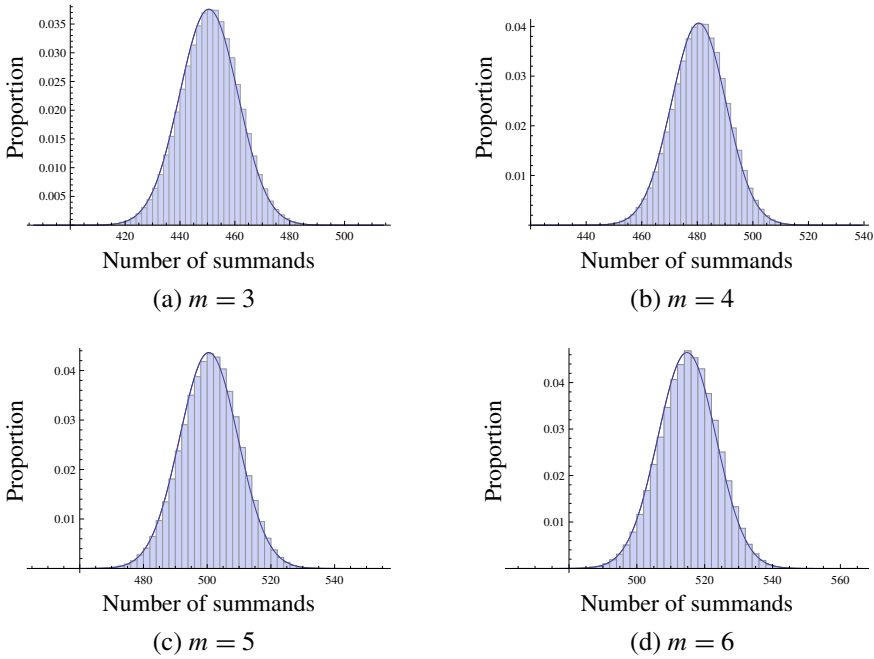 0.035
0.030
0.025
0.020
0.015
0.010
0.005
Proportion
420 440 460 480 500
Number of summands
(a) m = 3
0.04
0.03
0.02
0.01
Proportion
440 460 480 500 520 540
Number of summands
(b) m = 4
0.04
0.03
0.02
0.01
Proportion
480 500 520 540
Number of summands
(c) m = 5
0.04
0.03
0.02
0.01
Proportion
500 520 540 560
Number of summands
(d) m = 6